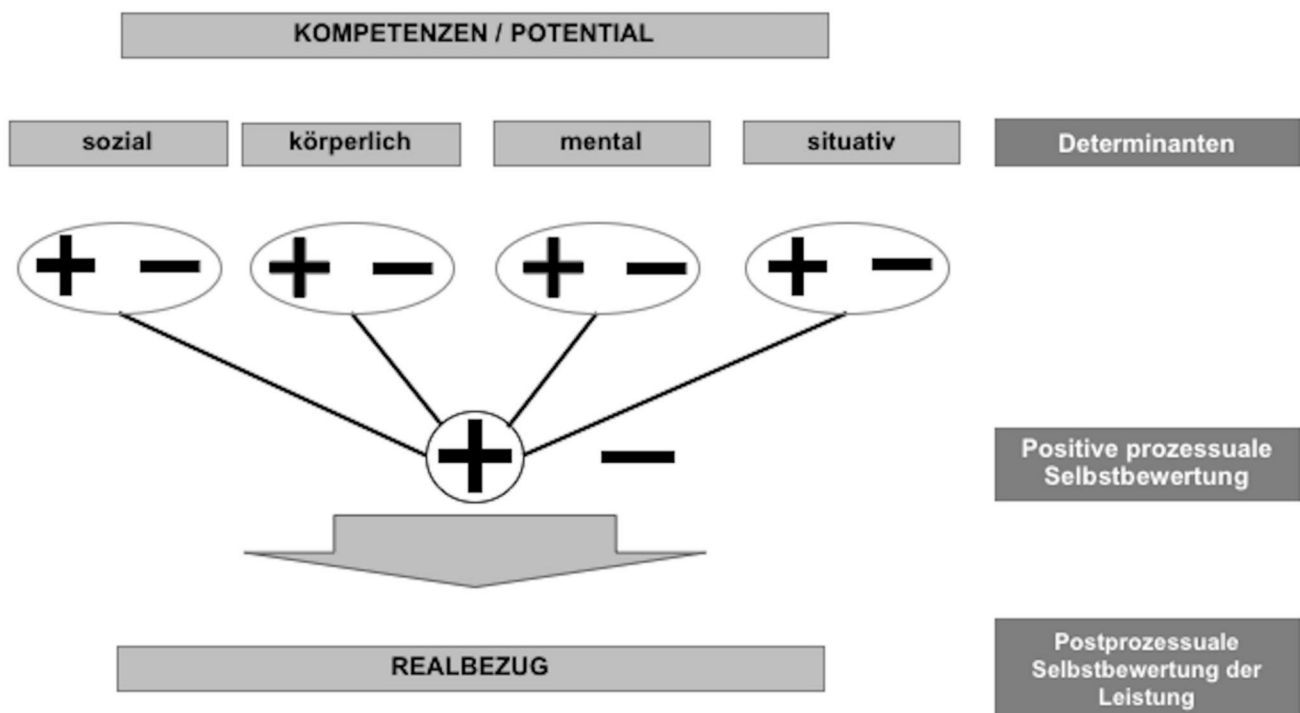 KOMPETENZEN / POTENTIAL
sozial
körperlich
mental
situativ
Determinanten
+ −
+ −
+ −
+ −
+ −
Positive prozessuale
Selbstbewertung
REALBEZUG
Postprozessuale
Selbstbewertung der
Leistung